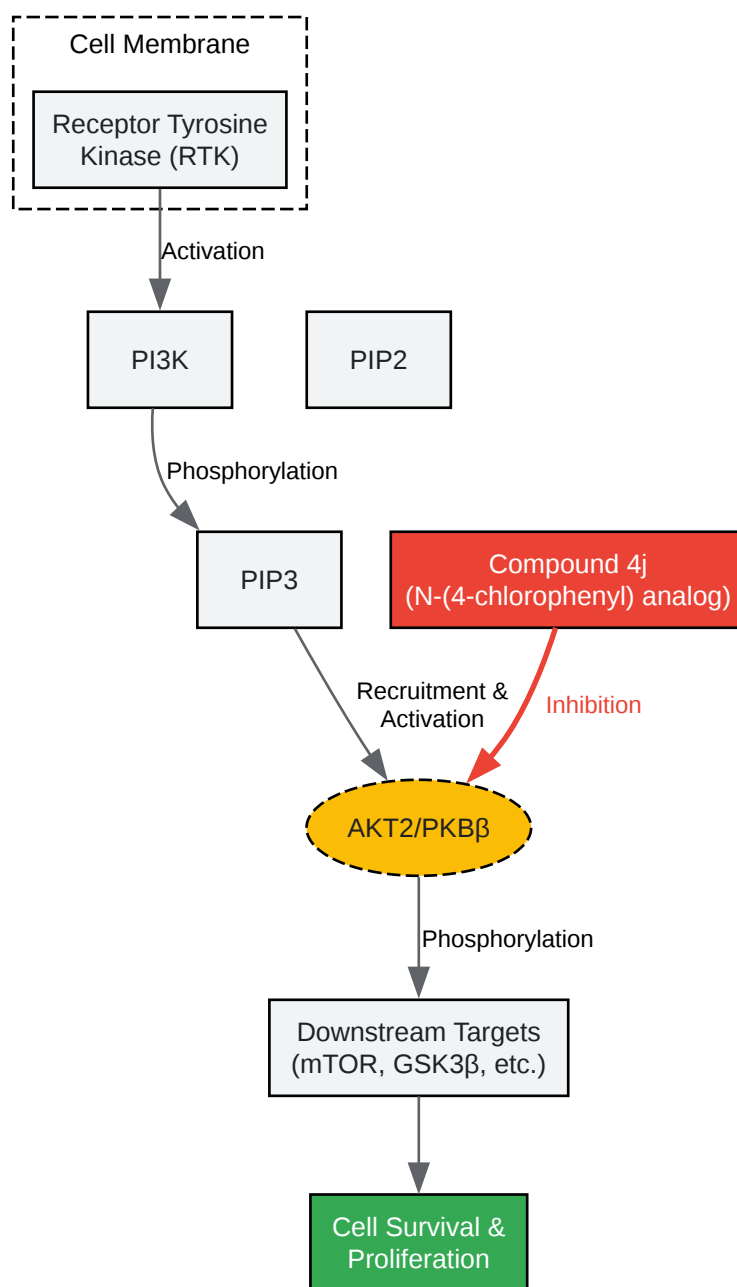 Cell Membrane
Receptor Tyrosine
Kinase (RTK)
Activation
PI3K
PIP2
Phosphorylation
PIP3
Compound 4j
(N-(4-chlorophenyl) analog)
Recruitment &
Activation
Inhibition
AKT2/PKBβ
Phosphorylation
Downstream Targets
(mTOR, GSK3β, etc.)
Cell Survival &
Proliferation